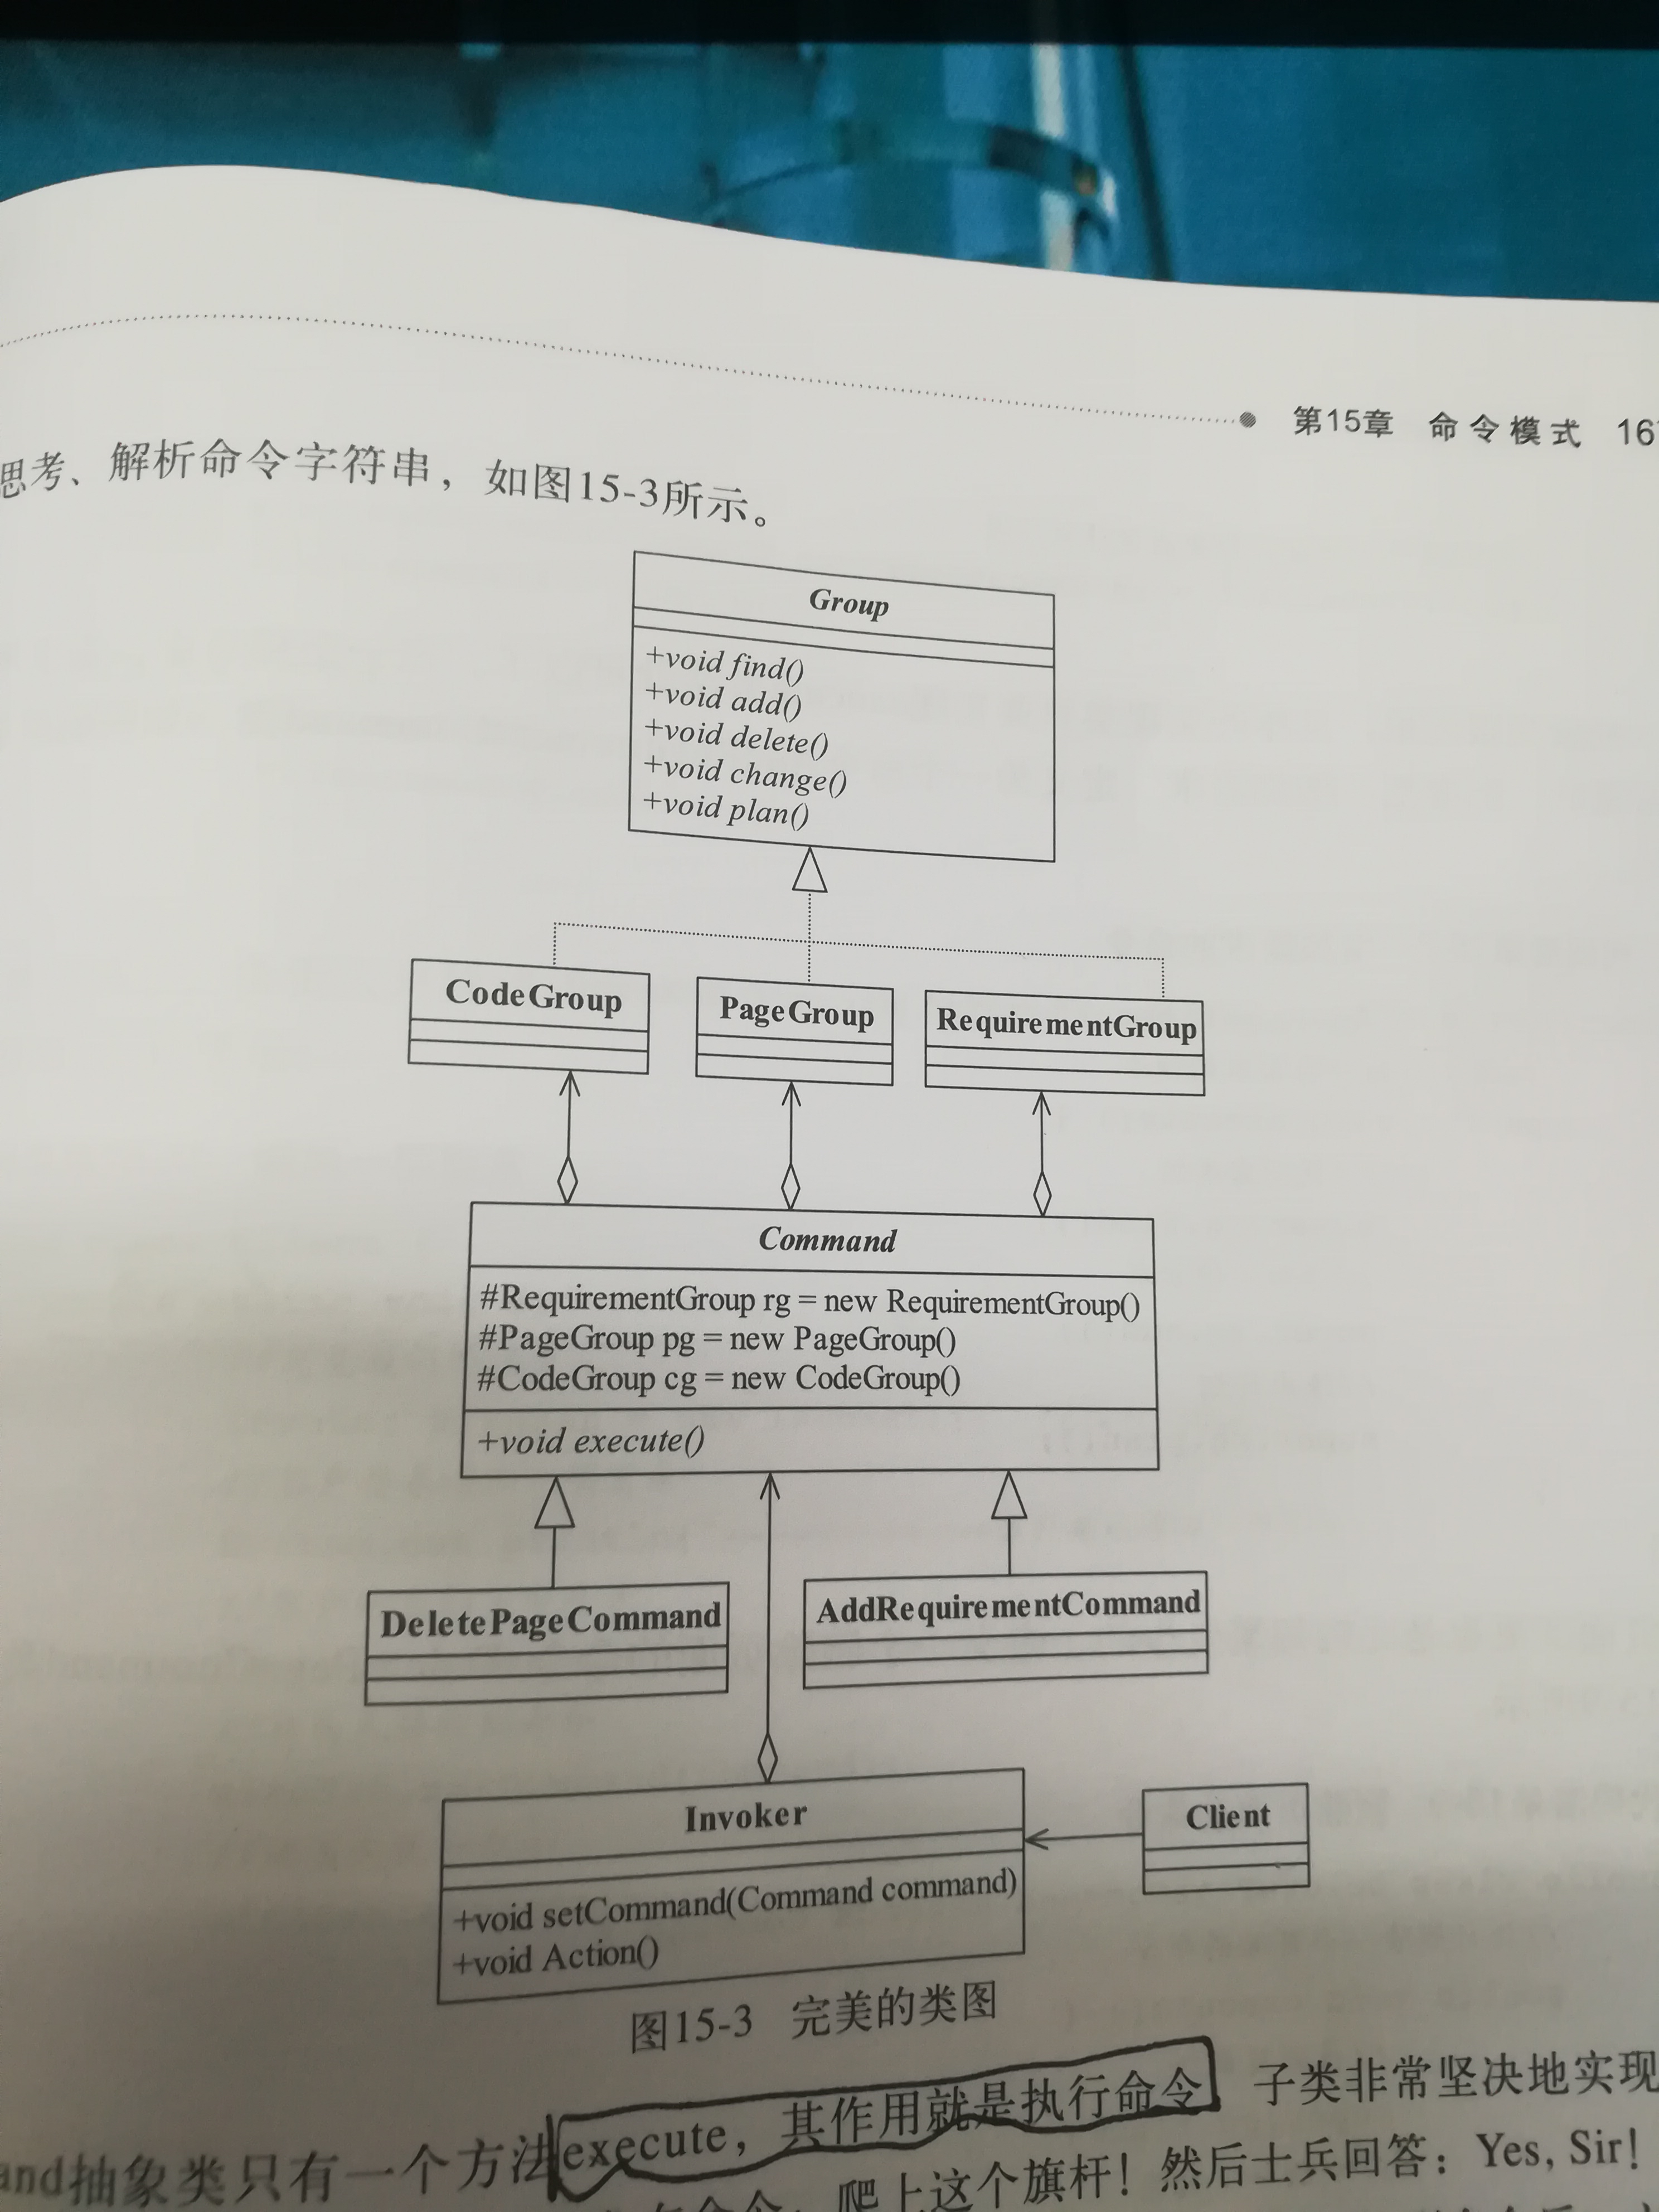 第15章 命令模式 16
思考、解析命令字符串，如图15-3所示。
Group
+void find()
+void add()
+void delete()
+void change()
+void plan()
CodeGroup
PageGroup
RequirementGroup
Command
#RequirementGroup rg = new RequirementGroup()
#PageGroup pg = new PageGroup()
#CodeGroup cg = new CodeGroup()
+void execute()
DeletePageCommand
AddRequirementCommand
Invoker
+void setCommand(Command command)
+void Action()
Client
图15-3 完美的类图
and抽象类只有一个方法execute，其作用就是执行命令 子类非常坚决地实现
爬上这个旗杆！然后士兵回答：Yes, Sir!